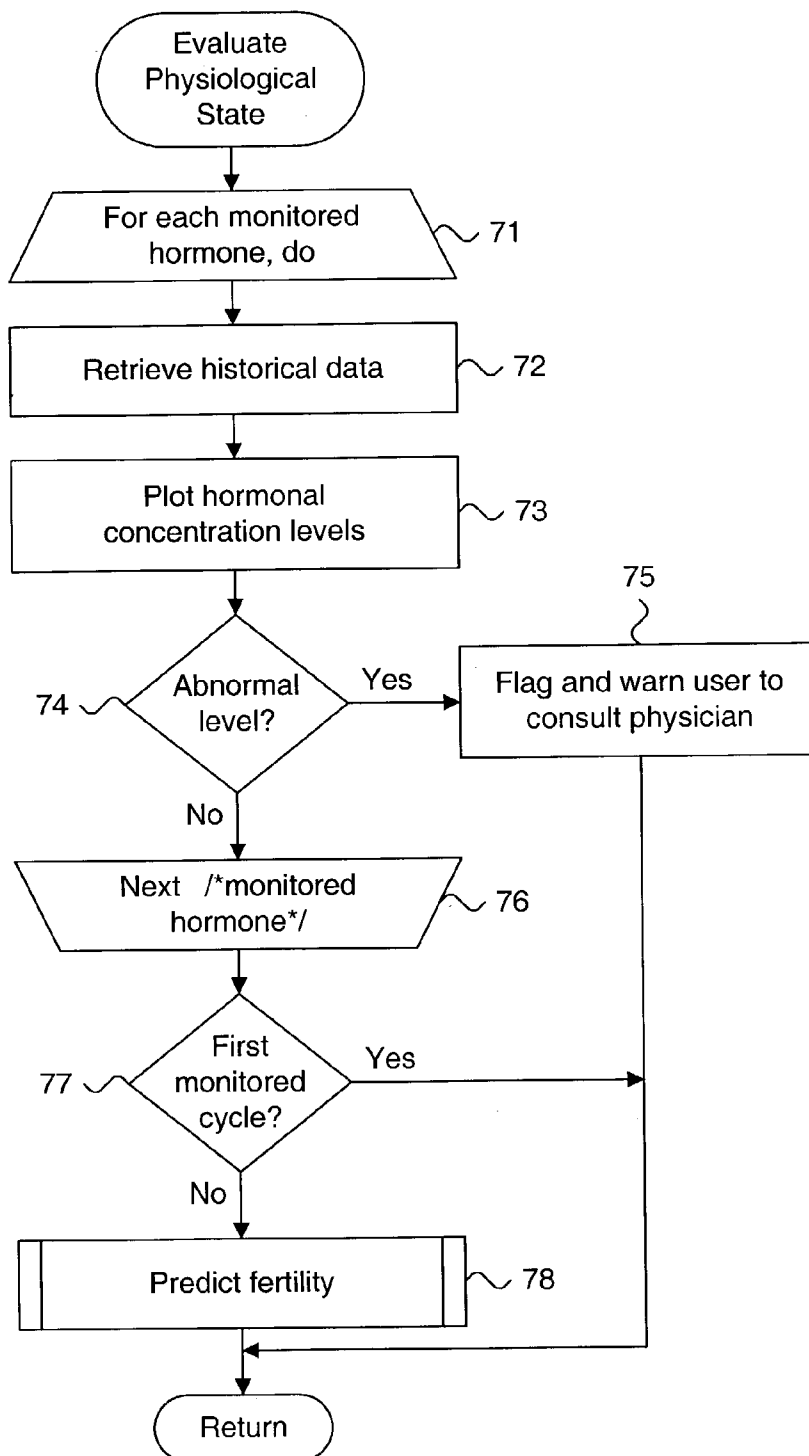 Evaluate
Physiological
State
For each monitored
hormone, do
71
Retrieve historical data
72
Plot hormonal
concentration levels
73
75
Abnormal
level?
74
Yes
Flag and warn user to
consult physician
No
Next /*monitored
hormone*/
76
First
monitored
cycle?
77
Yes
No
Predict fertility
78
Return